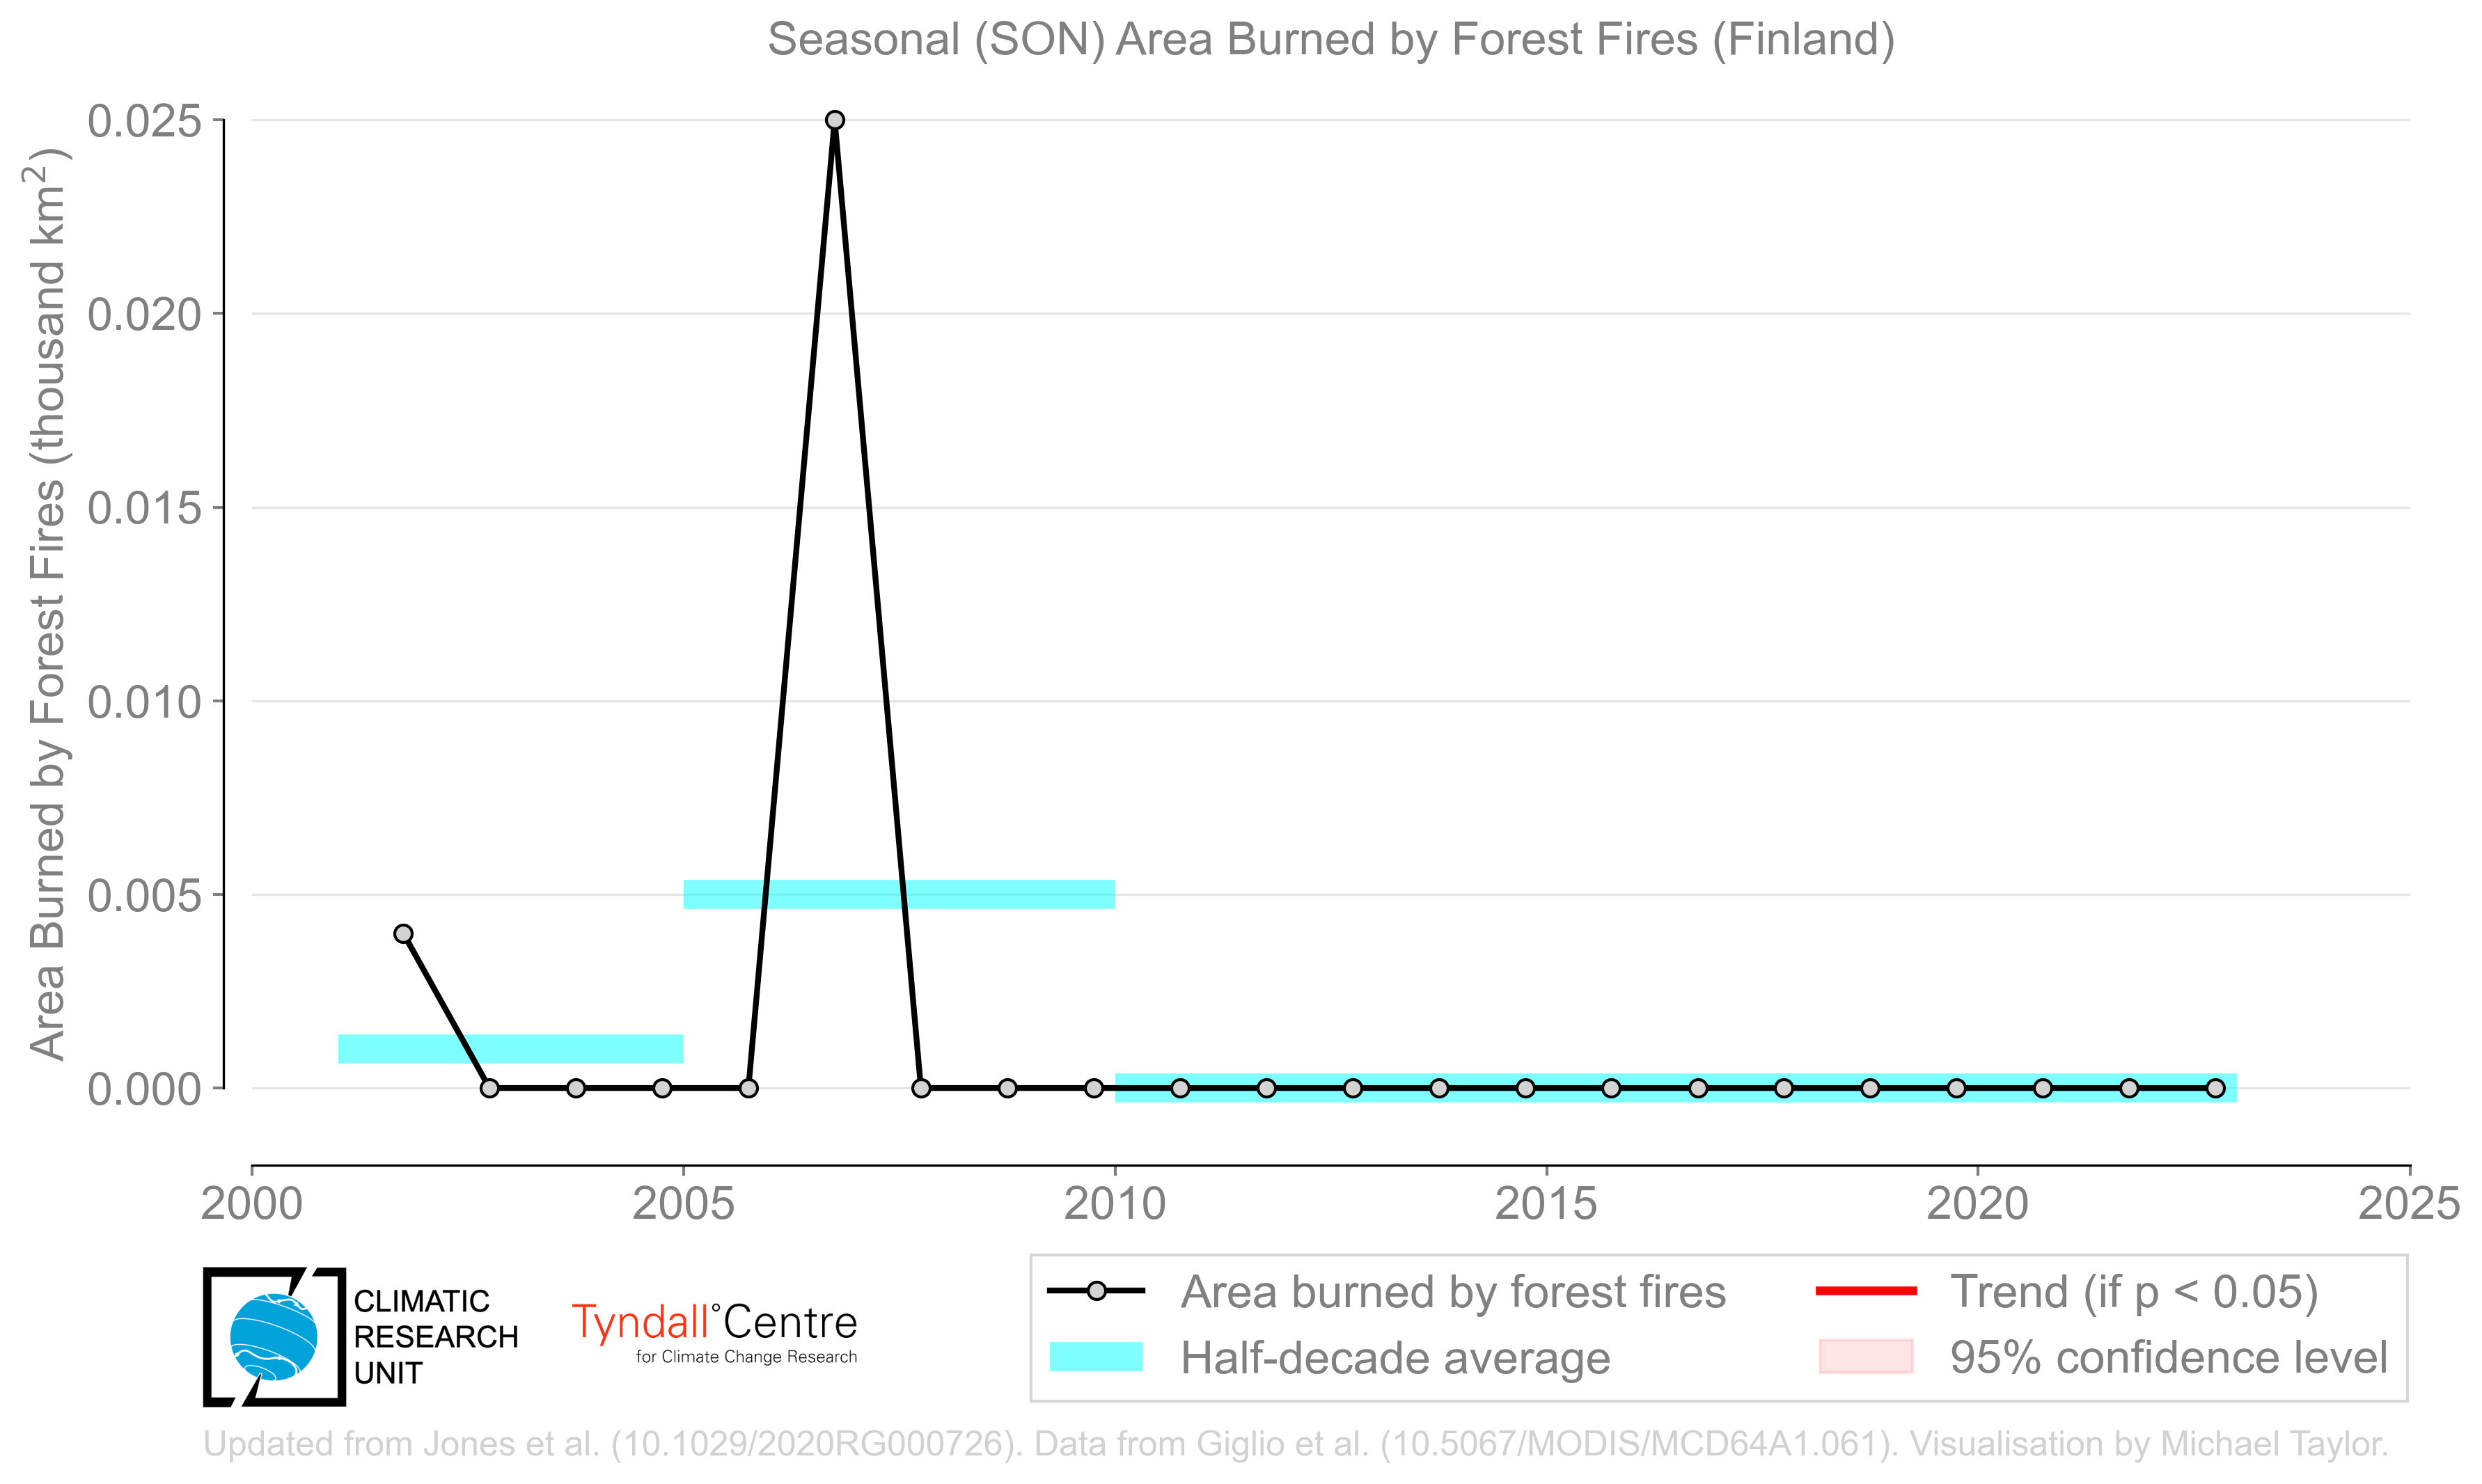 Seasonal (SON) Area Burned by Forest Fires (Finland)
Area Burned by Forest Fires (thousand km²)
0.025
0.020
0.015
0.010
0.005
0.000
2000 2005 2010 2015 2020 2025
CLIMATIC
RESEARCH
UNIT
Tyndall°Centre
for Climate Change Research
Area burned by forest fires
Half-decade average
Trend (if p < 0.05)
95% confidence level
Updated from Jones et al. (10.1029/2020RG000726). Data from Giglio et al. (10.5067/MODIS/MCD64A1.061). Visualisation by Michael Taylor.